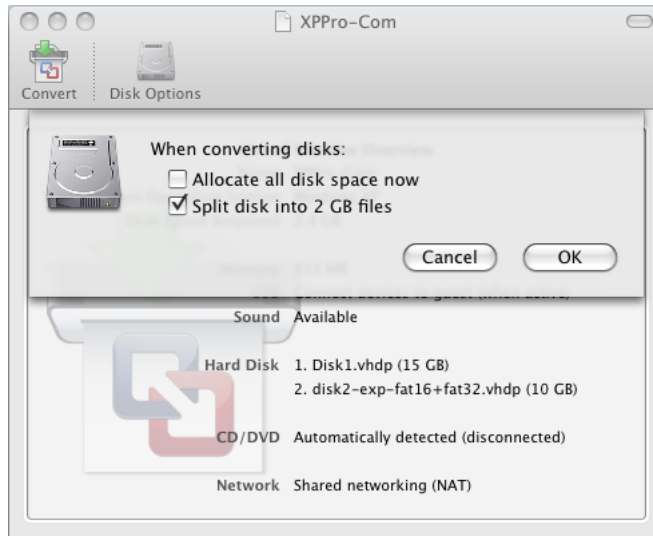 XPPro-Com
Convert
Disk Options
When converting disks:
Allocate all disk space now
Split disk into 2 GB files
Cancel
OK
Sound Available
Hard Disk 1. Disk1.vhdp (15 GB)
2. disk2-exp-fat16+fat32.vhdp (10 GB)
CD/DVD Automatically detected (disconnected)
Network Shared networking (NAT)